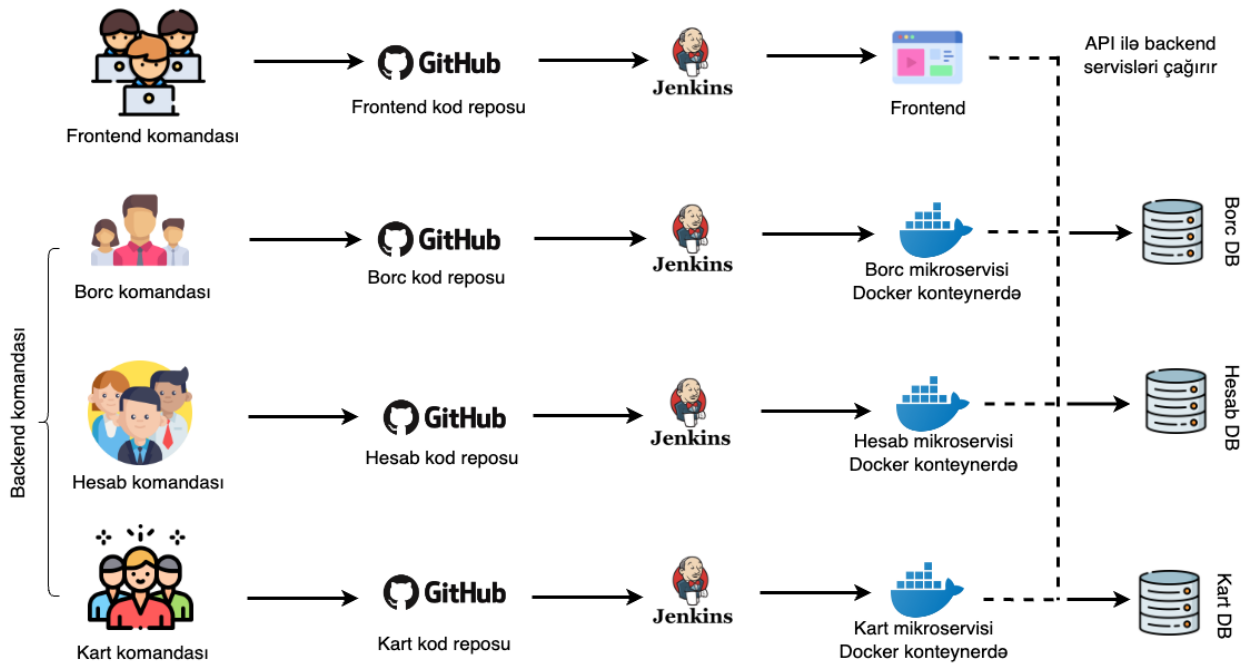 API ilə backend
servisləri çağırır
GitHub
Jenkins
Frontend kod reposu
Frontend
Frontend komandası
Borc DB
GitHub
Jenkins
Borc kod reposu
Borc mikroservisi
Docker konteynerdə
Borc komandası
Backend komandası
Hesab DB
GitHub
Jenkins
Hesab kod reposu
Hesab mikroservisi
Docker konteynerdə
Hesab komandası
Kart DB
GitHub
Jenkins
Kart kod reposu
Kart mikroservisi
Docker konteynerdə
Kart komandası